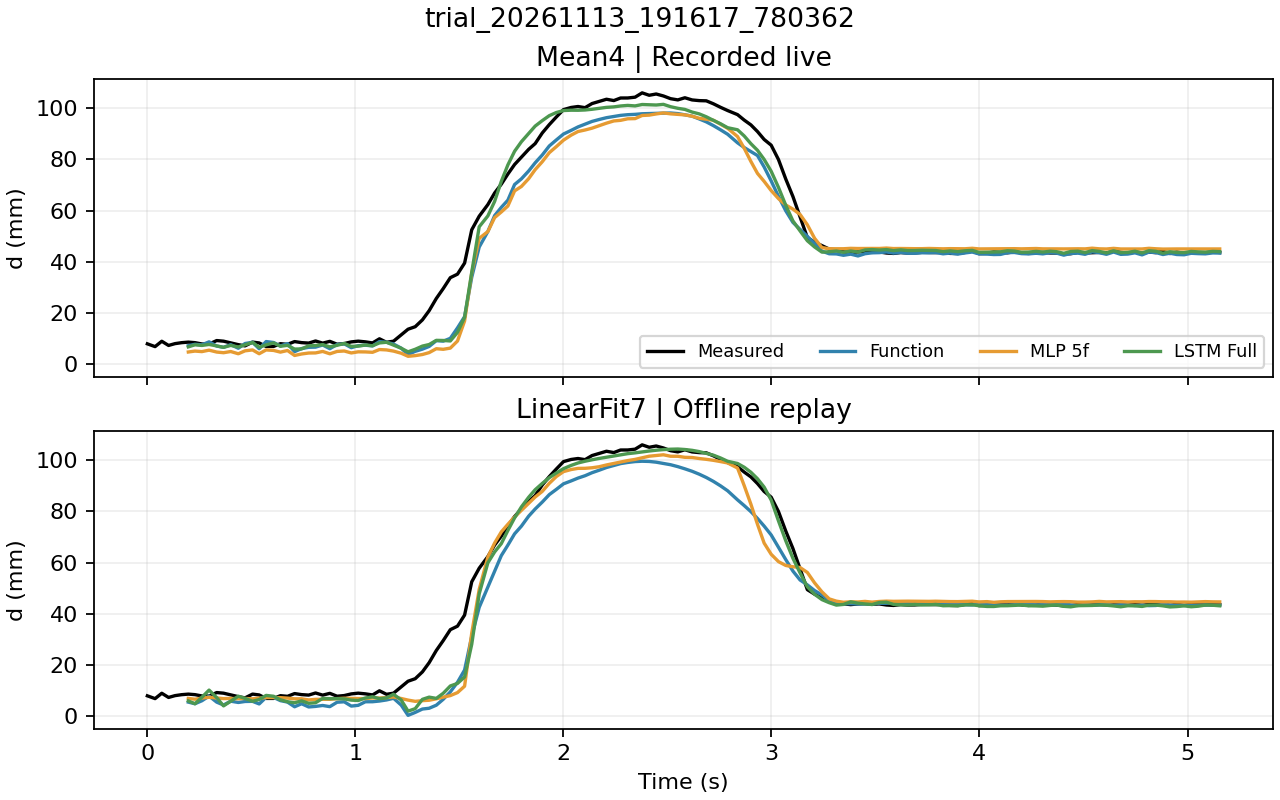 trial_20261113_191617_780362
Mean4 | Recorded live
100
80
60
40
20
0
d (mm)
Measured Function MLP 5f LSTM Full
LinearFit7 | Offline replay
100
80
60
40
20
0
d (mm)
0 1 2 3 4 5
Time (s)